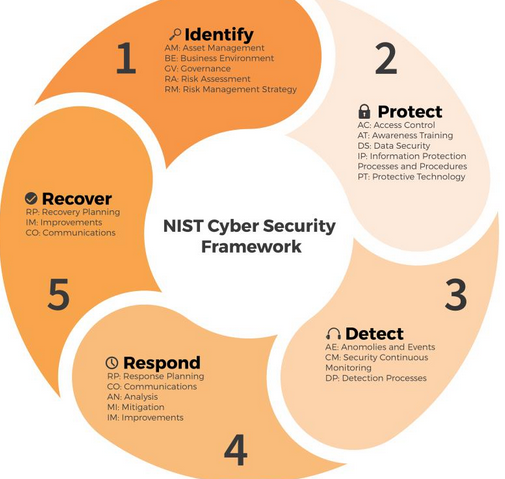 1
Identify
AM: Asset Management
BE: Business Environment
GV: Governance
RA: Risk Assessment
RM: Risk Management Strategy
2
Protect
AC: Access Control
AT: Awareness Training
DS: Data Security
IP: Information Protection
Processes and Procedures
PT: Protective Technology
3
Detect
AE: Anomolies and Events
CM: Security Continuous
Monitoring
DP: Detection Processes
Respond
RP: Response Planning
CO: Communications
AN: Analysis
MI: Mitigation
IM: Improvements
4
Recover
RP: Recovery Planning
IM: Improvements
CO: Communications
5
NIST Cyber Security
Framework